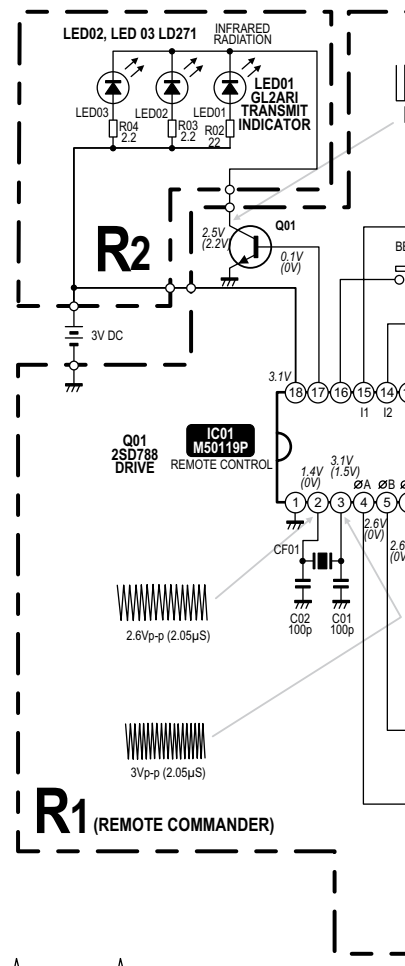 LED02, LED 03 LD271
INFRARED
RADIATION
LED03
LED02
LED01
LED01
GL2ARI
TRANSMIT
INDICATOR
R04
2.2
R03
2.2
R02
22
R2
2.5V
(2.2V)
Q01
0.1V
(0V)
BE
3V DC
3.1V
18
17
16
15
14
I1
I2
Q01
2SD788
DRIVE
IC01
M50119P
REMOTE CONTROL
1.4V
(0V)
3.1V
(1.5V)
ØA
ØB
1
2
3
4
5
2.6V
(0V)
2.6
(0V
CF01
C02
100p
C01
100p
2.6Vp-p (2.05µS)
3Vp-p (2.05µS)
R1 (REMOTE COMMANDER)